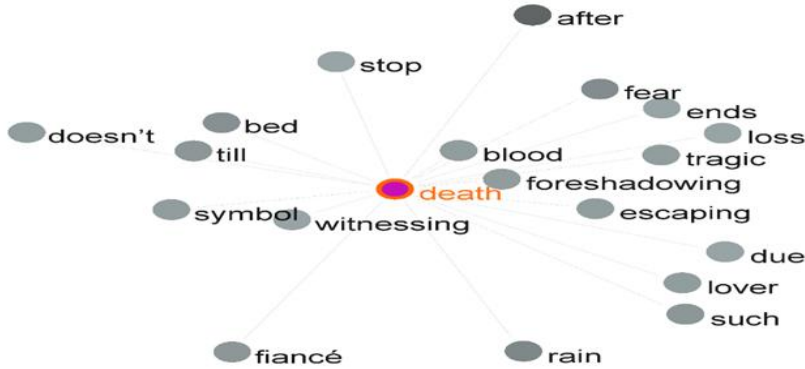 after
stop
fear
ends
doesn't
bed
loss
till
blood
tragic
death
foreshadowing
symbol
witnessing
escaping
due
lover
such
fiancé
rain